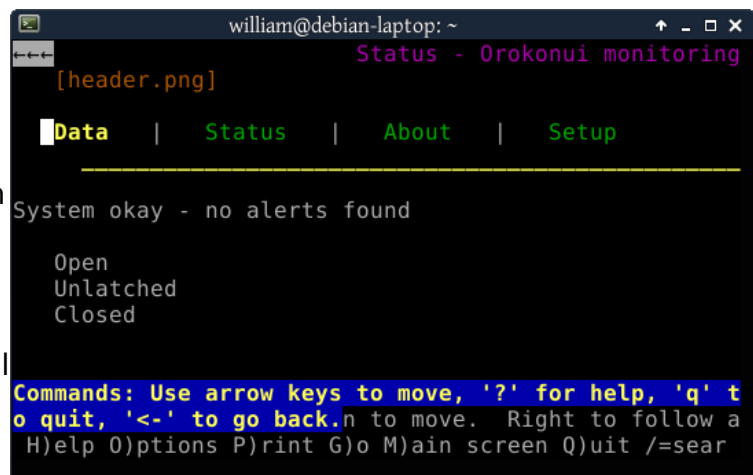 william@debian-laptop: ~
←←← Status - Orokonui monitoring
[header.png]
Data | Status | About | Setup
System okay - no alerts found
Open
Unlatched
Closed
Commands: Use arrow keys to move, '?' for help, 'q' t
o quit, '<-' to go back.n to move. Right to follow a
H)elp O)ptions P)rint G)o M)ain screen Q)uit /=sear